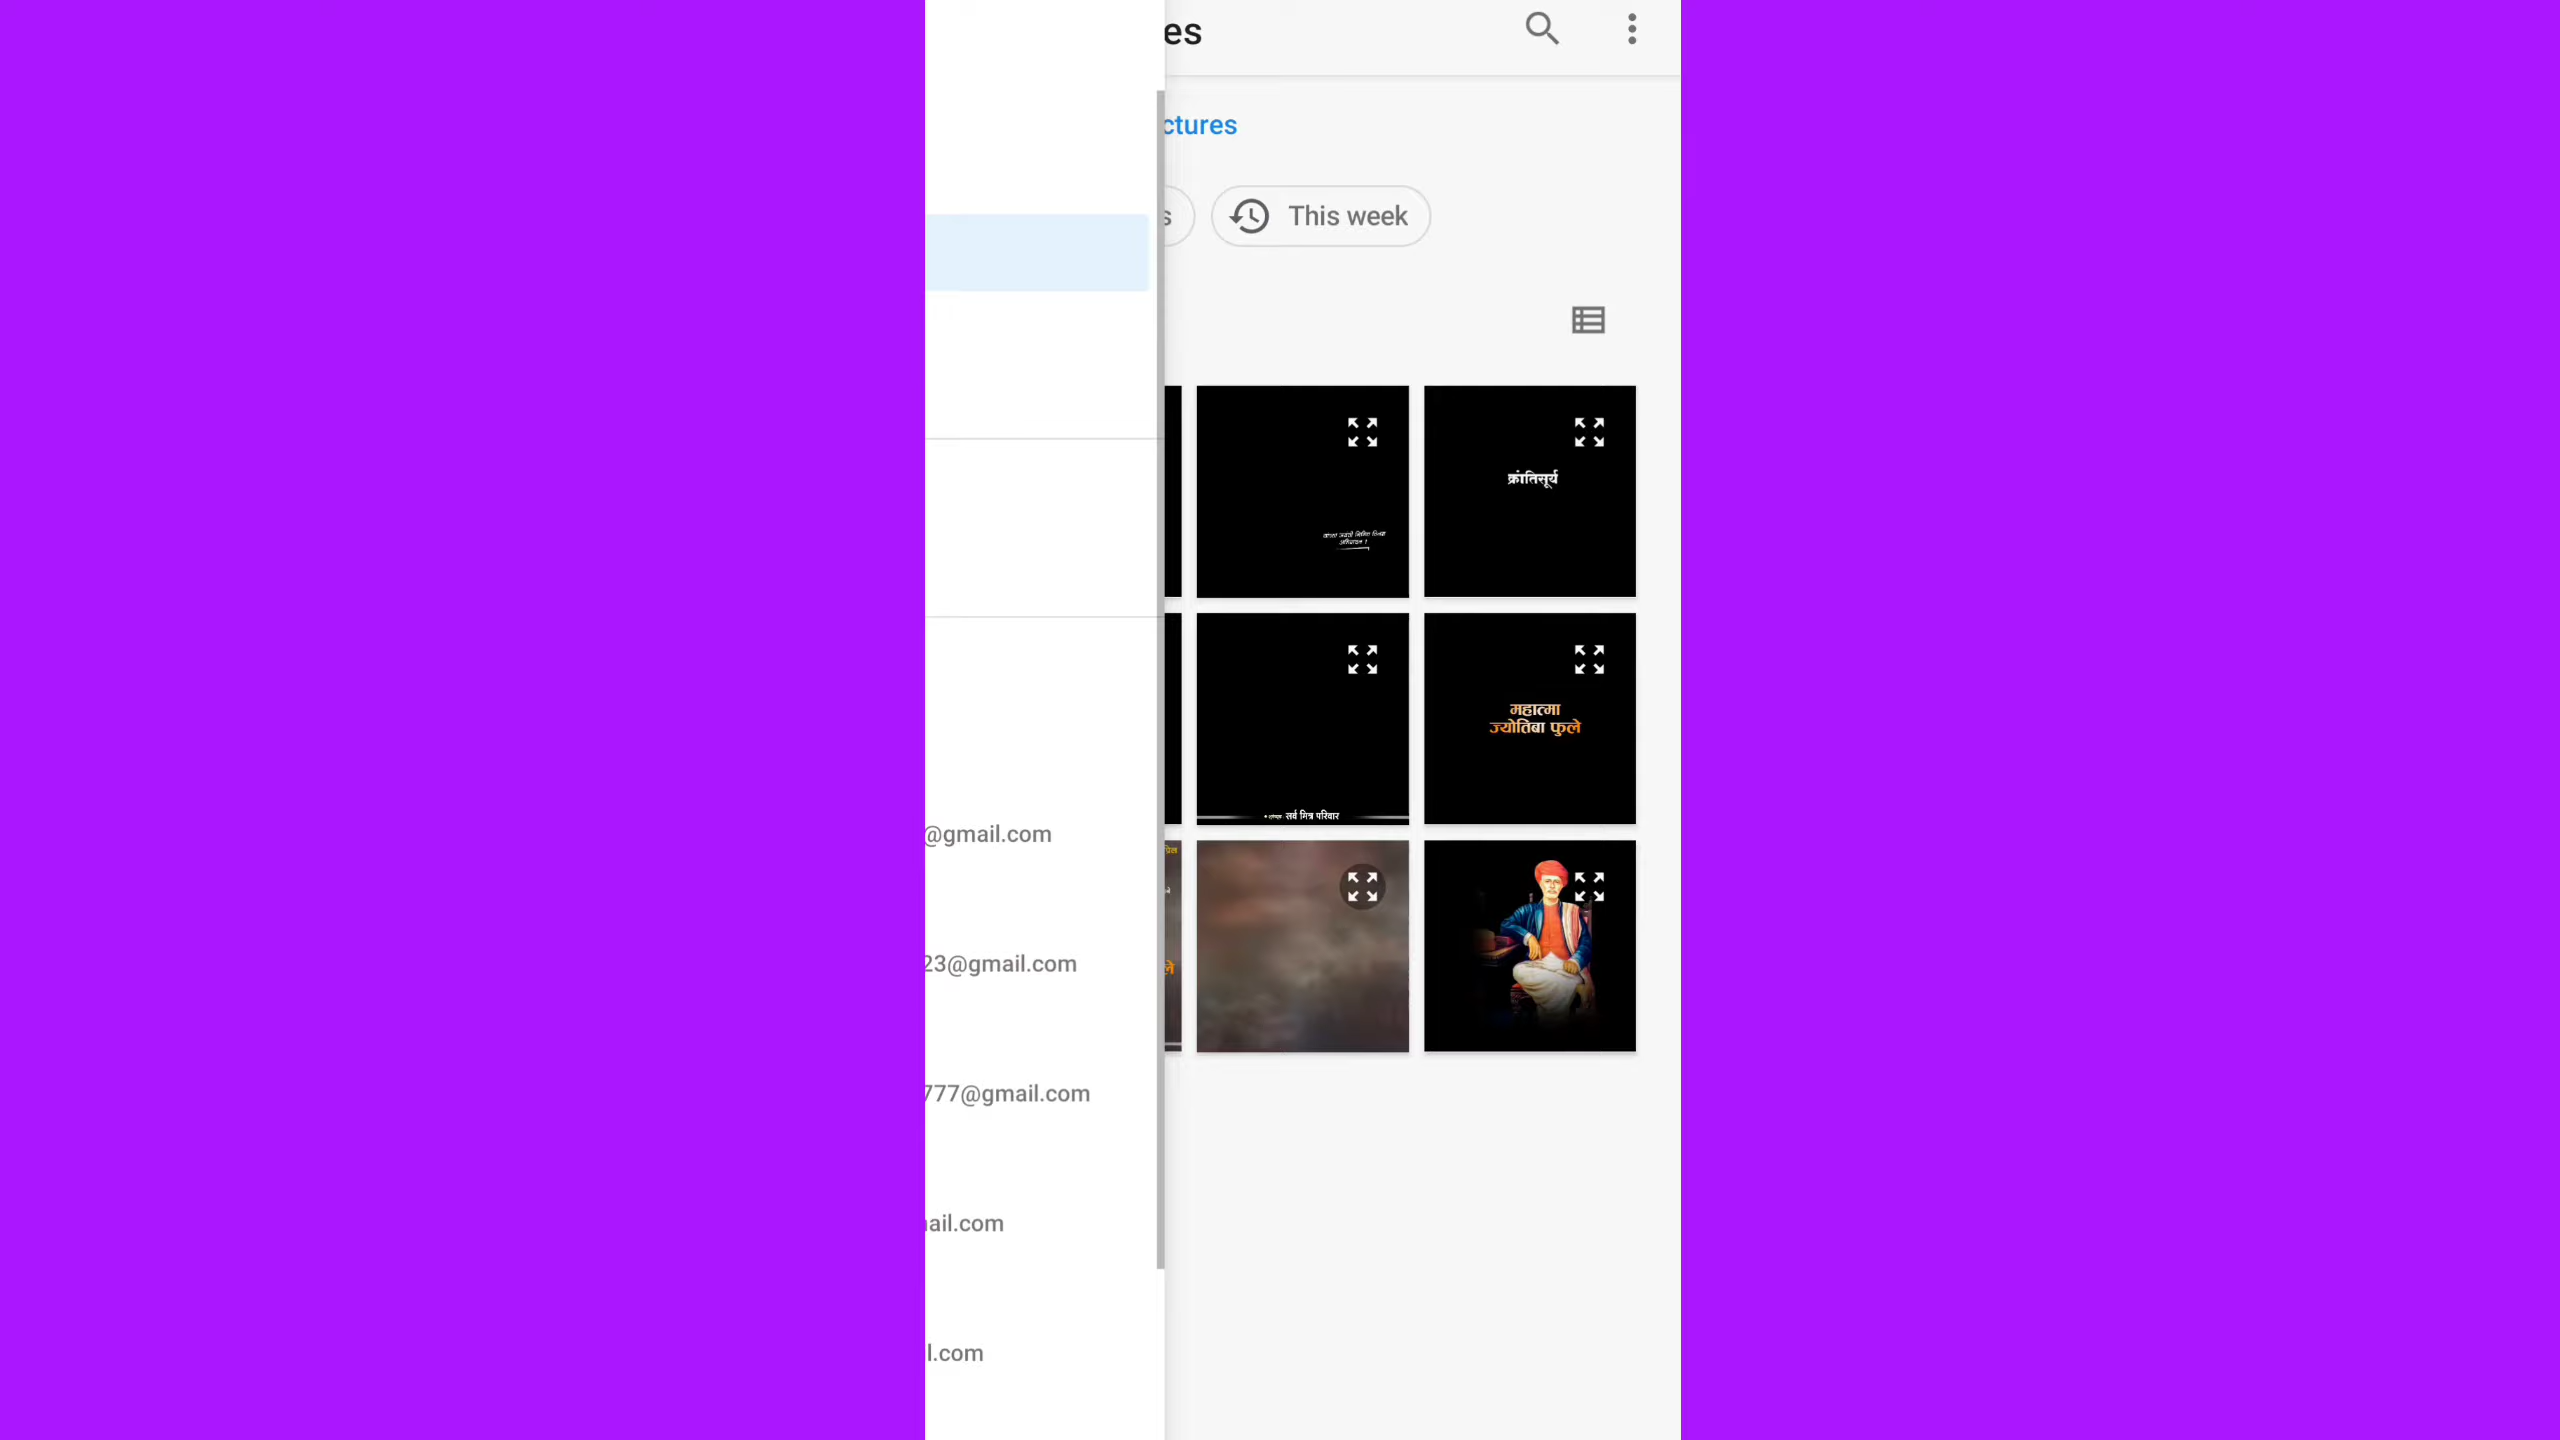 es
ctures
s
This week
क्रांतिसूर्य
महात्मा
ज्योतिबा फुले
सर्व मित्र परिवार
@gmail.com
23@gmail.com
777@gmail.com
ail.com
l.com